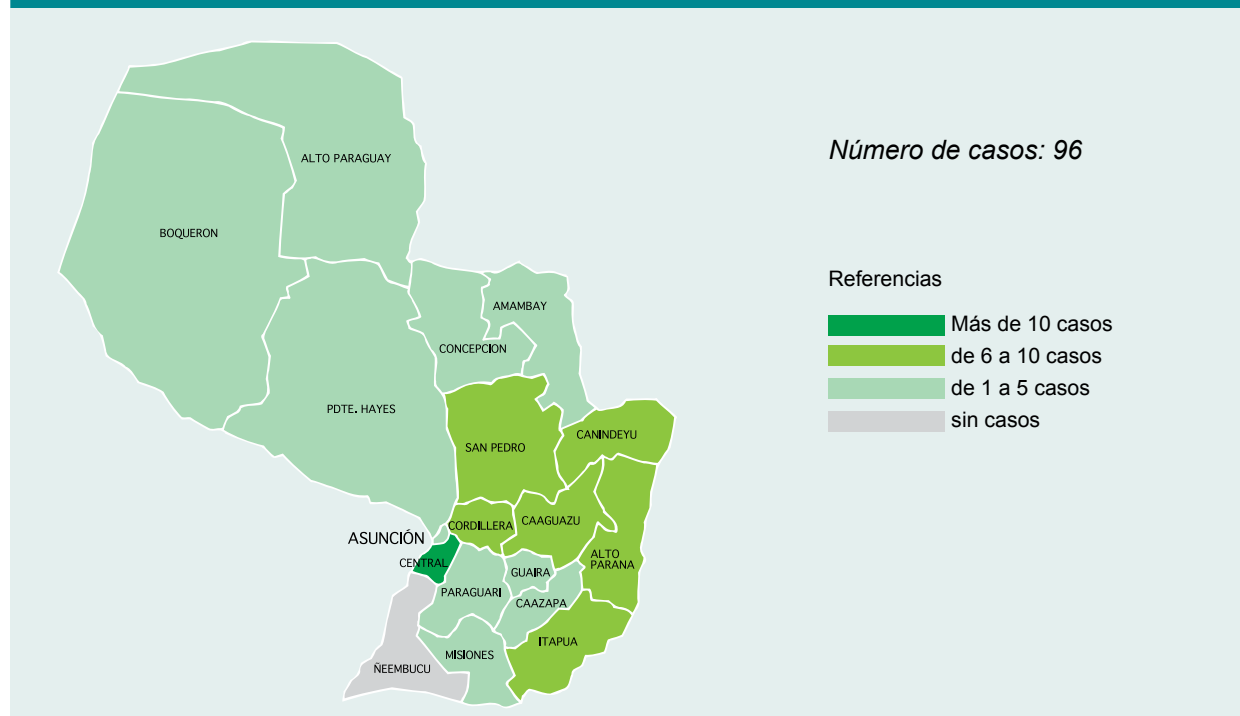 ALTO PARAGUAY
Número de casos: 96
BOQUERON
Referencias
AMAMBAY
Más de 10 casos
CONCEPCION
de 6 a 10 casos
de 1 a 5 casos
PDTE. HAYES
sin casos
CANINDEYU
SAN PEDRO
CORDILLERA
CAAGUAZU
ASUNCIÓN
ALTO
PARANA
CENTRAL
GUAIRA
PARAGUARI
CAAZAPA
ITAPUA
MISIONES
ÑEEMBUCU